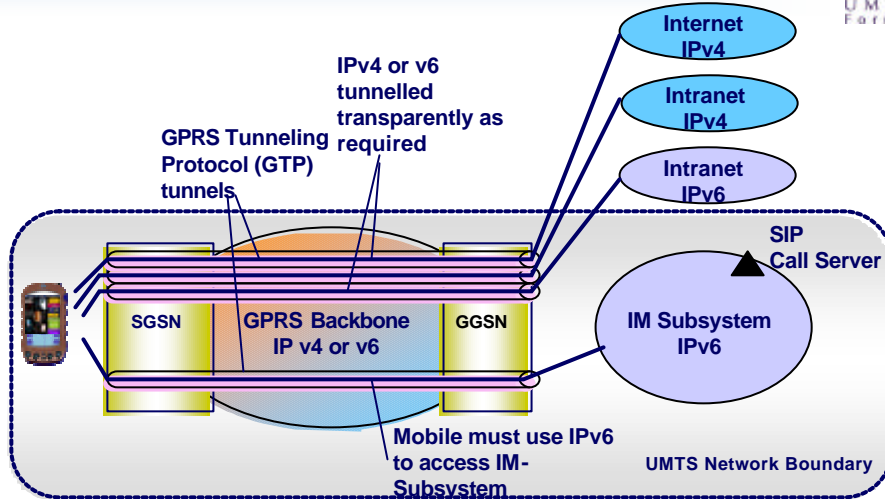 UMTS
Internet
IPv4
IPv4 or v6
tunnelled
transparently as
required
Intranet
IPv4
GPRS Tunneling
Protocol (GTP)
tunnels
Intranet
IPv6
SIP
Call Server
SGSN
GPRS Backbone
IP v4 or v6
GGSN
IM Subsystem
IPv6
Mobile must use IPv6
to access IM-
Subsystem
UMTS Network Boundary